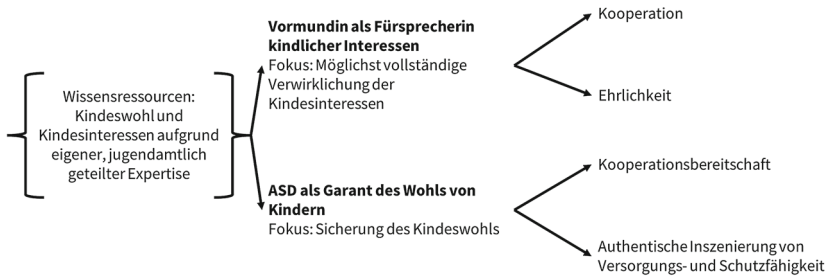 Wissensressourcen:
Kindeswohl und
Kindesinteressen aufgrund
eigener, jugendamtlich
geteilter Expertise
Vormundin als Fürsprecherin
kindlicher Interessen
Fokus: Möglichst vollständige
Verwirklichung der
Kindesinteressen
Kooperation
Ehrlichkeit
ASD als Garant des Wohls von
Kindern
Fokus: Sicherung des Kindeswohls
Kooperationsbereitschaft
Authentische Inszenierung von
Versorgungs- und Schutzfähigkeit